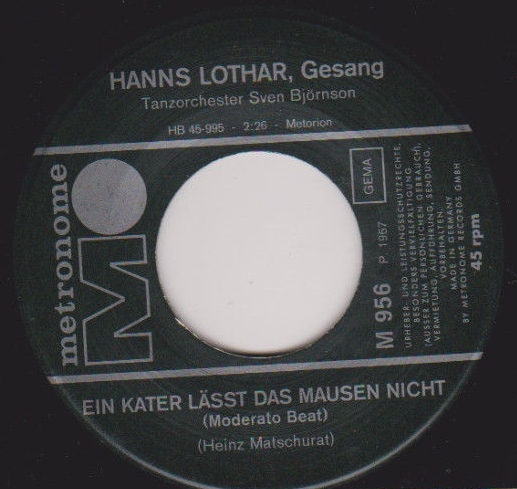 HANNS LOTHAR, Gesang
Tanzorchester Sven Björnson
HB 45-995 - 2:26 - Metorion
metronome
M
GEMA
M 956 P. 1957
URHEBER- UND LEISTUNGSSCHUTZRECHTE,
BESONDERS VERVIELFÄLTIGUNG
(AUSSER ZUM PERSÖNLICHEN GEBRAUCH),
VERMIETUNG, AUFFÜHRUNG, SENDUNG,
VORBEHALTEN.
MADE IN GERMANY
BY METRONOME RECORDS GMBH
45 rpm
EIN KATER LÄSST DAS MAUSEN NICHT
(Moderato Beat)
(Heinz Matschurat)